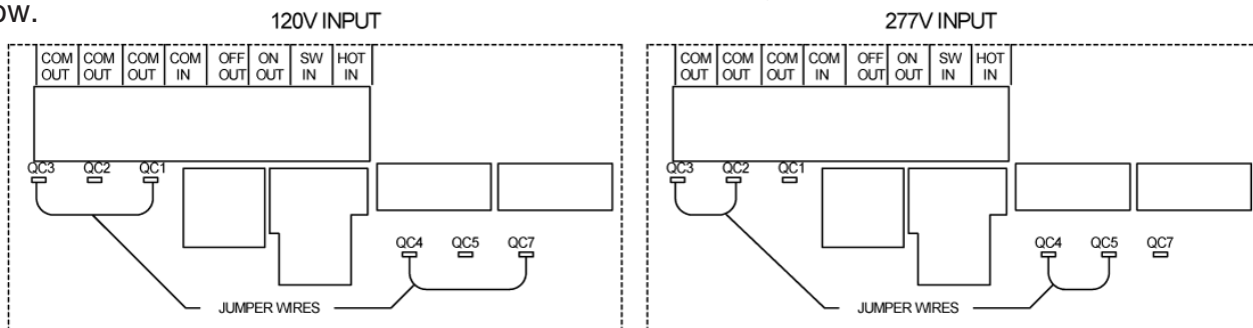 ow.
120V INPUT
COM OUT COM OUT COM OUT COM IN OFF OUT ON OUT SW IN HOT IN
QC3 QC2 QC1
QC4 QC5 QC7
JUMPER WIRES
277V INPUT
COM OUT COM OUT COM OUT COM IN OFF OUT ON OUT SW IN HOT IN
QC3 QC2 QC1
QC4 QC5 QC7
JUMPER WIRES